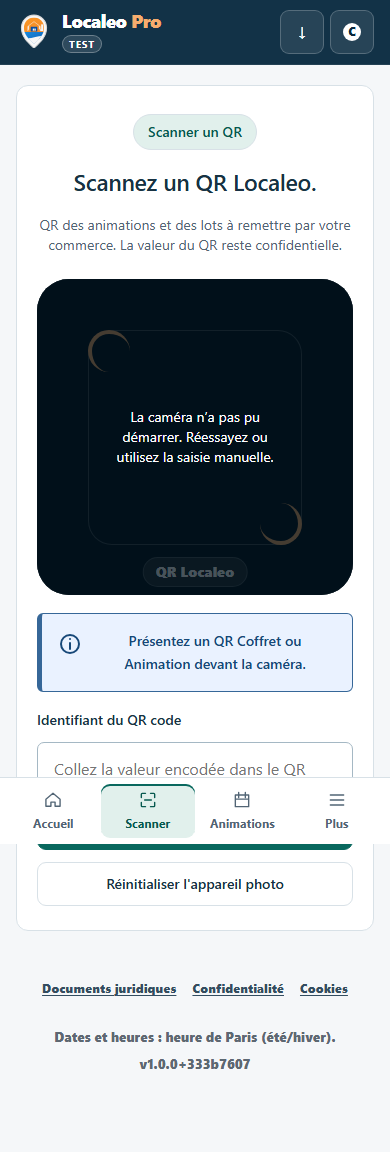 Localeo Pro
TEST
↓
C
Scanner un QR
Scannez un QR Localeo.
QR des animations et des lots à remettre par votre
commerce. La valeur du QR reste confidentielle.
La caméra n’a pas pu
démarrer. Réessayez ou
utilisez la saisie manuelle.
QR Localeo
Présentez un QR Coffret ou
Animation devant la caméra.
Identifiant du QR code
Collez la valeur encodée dans le QR
Accueil
Scanner
Animations
Plus
Réinitialiser l'appareil photo
Documents juridiques
Confidentialité
Cookies
Dates et heures : heure de Paris (été/hiver).
v1.0.0+333b7607